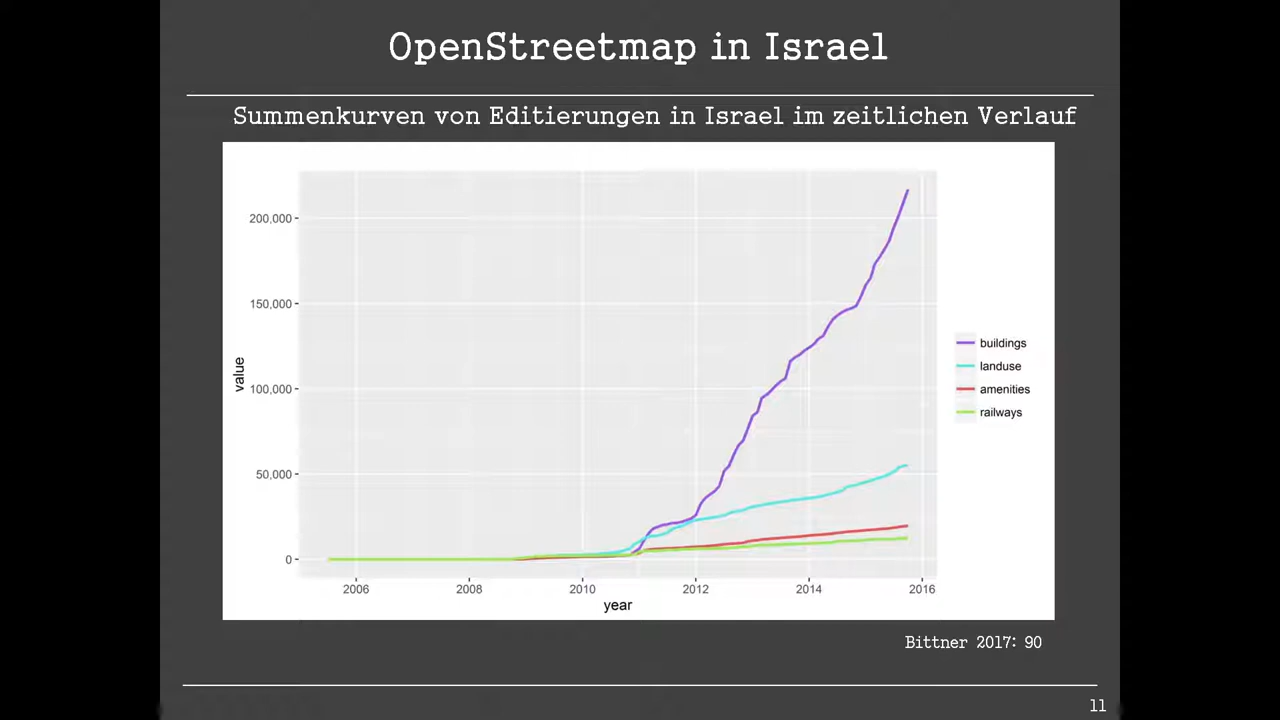 OpenStreetmap in Israel
Summenkurven von Editierungen in Israel im zeitlichen Verlauf
200,000
150,000
100,000
50,000
0
value
2006 2008 2010 2012 2014 2016
year
buildings
landuse
amenities
railways
Bittner 2017: 90
11